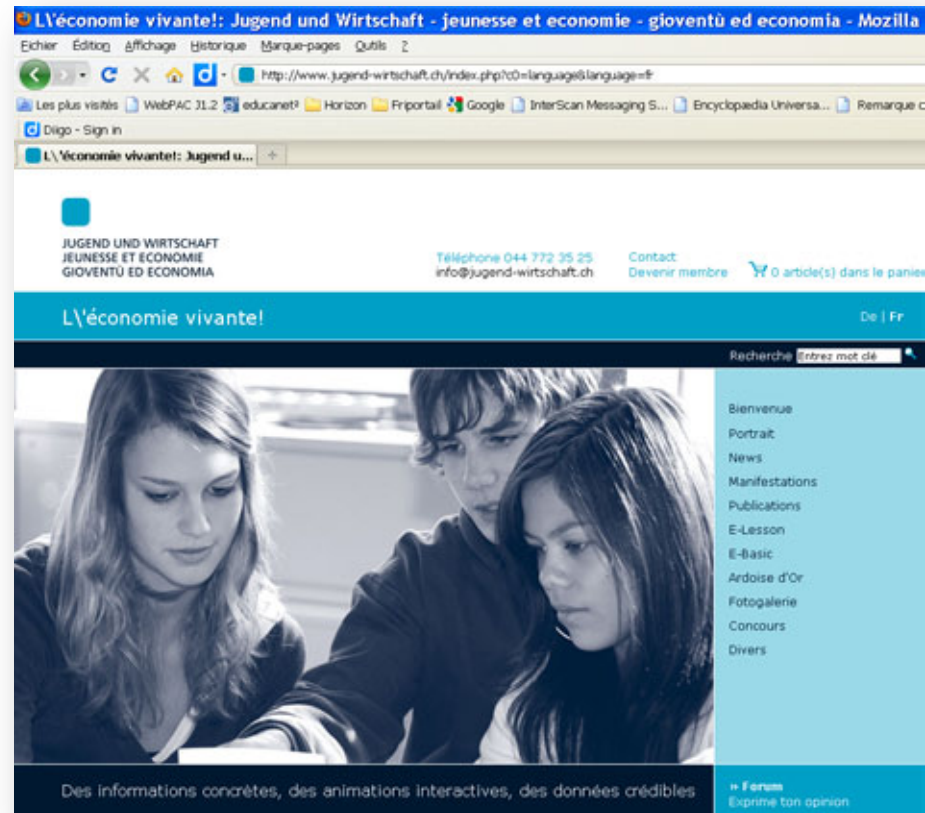 L\'économie vivante!: Jugend und Wirtschaft - jeunesse et economie - gioventù ed economia - Mozilla
Fichier Édition Affichage Historique Marque-pages Outils ?
http://www.jugend-wirtschaft.ch/index.php?c0=language&language=fr
Les plus visités WebPAC J1.2 educanet² Horizon Friportail Google InterScan Messaging S... Encyclopædia Universa... Remarque
Diigo - Sign in
L\'économie vivante!: Jugend u...
JUGEND UND WIRTSCHAFT
JEUNESSE ET ECONOMIE
GIOVENTÙ ED ECONOMIA
Téléphone 044 772 35 25
info@jugend-wirtschaft.ch
Contact
Devenir membre
0 article(s) dans le panier
L\'économie vivante!
De | Fr
Recherche Entrez mot clé
Bienvenue
Portrait
News
Manifestations
Publications
E-Lesson
E-Basic
Ardoise d'Or
Fotogalerie
Concours
Divers
Des informations concrètes, des animations interactives, des données crédibles
» Forum
Exprime ton opinion